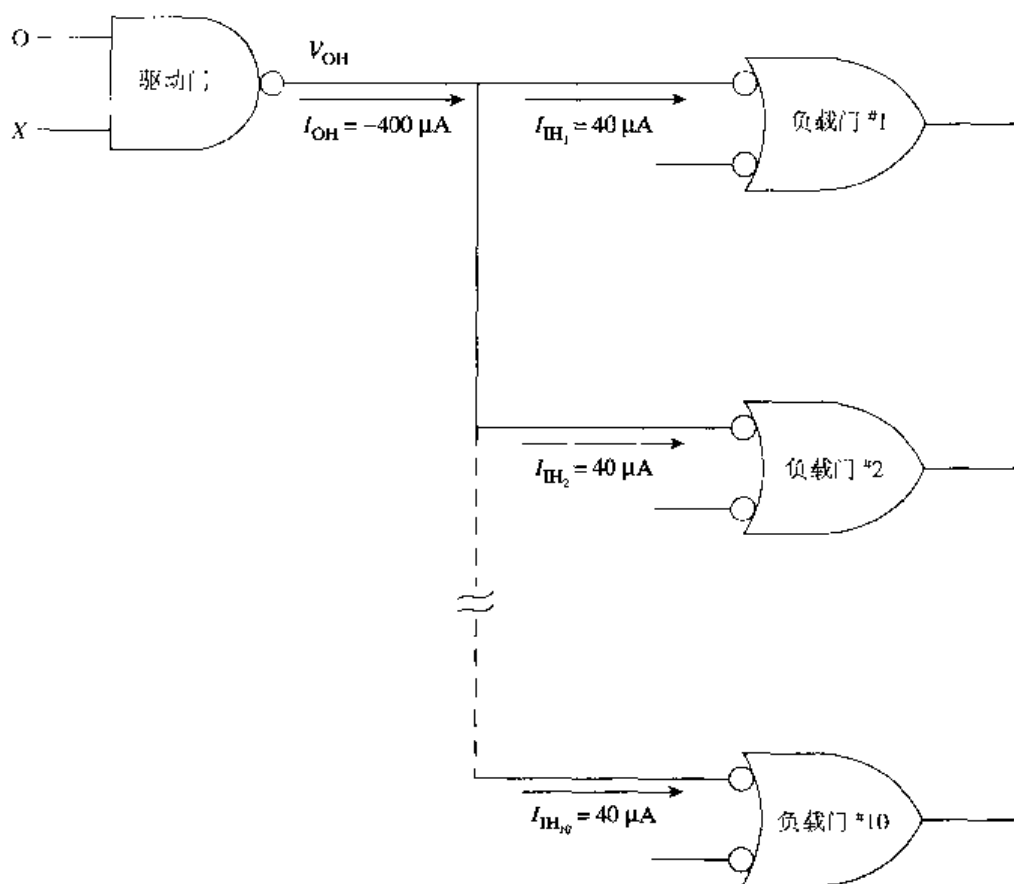 O
驱动门
X
V_OH
I_OH = −400 μA
I_IH₁ = 40 μA
负载门 #1
I_IH₂ = 40 μA
负载门 #2
I_IH₁₀ = 40 μA
负载门 #10